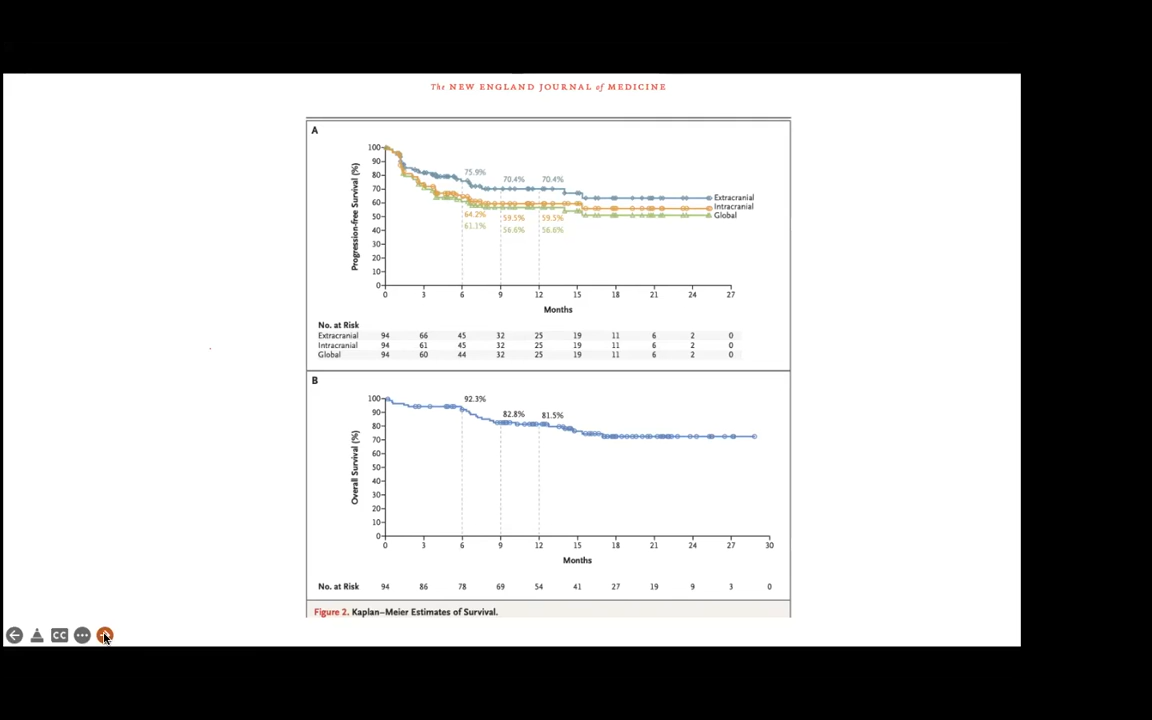 The NEW ENGLAND JOURNAL of MEDICINE
A
Progression-free Survival (%)
100
90
80
70
60
50
40
30
20
10
0
75.9%
70.4%
70.4%
64.2%
59.5%
59.5%
61.1%
56.6%
56.6%
Extracranial
Intracranial
Global
0 3 6 9 12 15 18 21 24 27
Months
No. at Risk
Extracranial 94 66 45 32 25 19 11 6 2 0
Intracranial 94 61 45 32 25 19 11 6 2 0
Global 94 60 44 32 25 19 11 6 2 0
B
Overall Survival (%)
100
90
80
70
60
50
40
30
20
10
0
92.3%
82.8%
81.5%
0 3 6 9 12 15 18 21 24 27 30
Months
No. at Risk 94 86 78 69 54 41 27 19 9 3 0
Figure 2. Kaplan–Meier Estimates of Survival.
CC